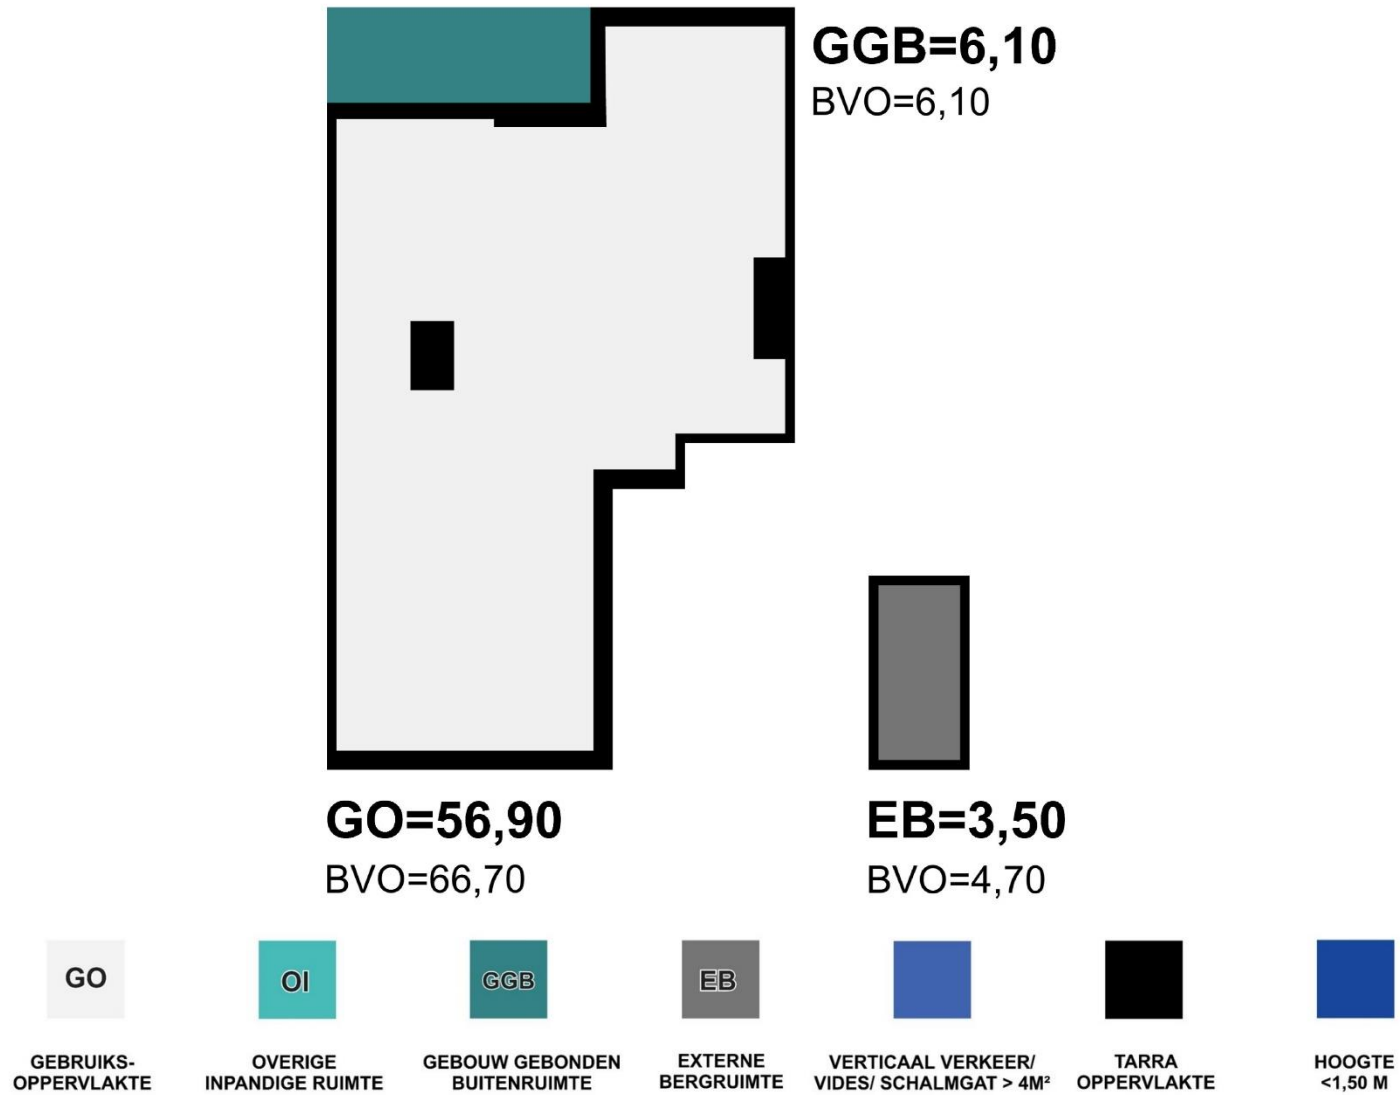 GGB=6,10
BVO=6,10
GO=56,90
BVO=66,70
EB=3,50
BVO=4,70
GO
OI
GGB
EB
GEBRUIKS-
OPPERVLAKTE
OVERIGE
INPANDIGE RUIMTE
GEBOUW GEBONDEN
BUITENRUIMTE
EXTERNE
BERGRUIMTE
VERTICAAL VERKEER/
VIDES/ SCHALMGAT > 4M²
TARRA
OPPERVLAKTE
HOOGTE
<1,50 M